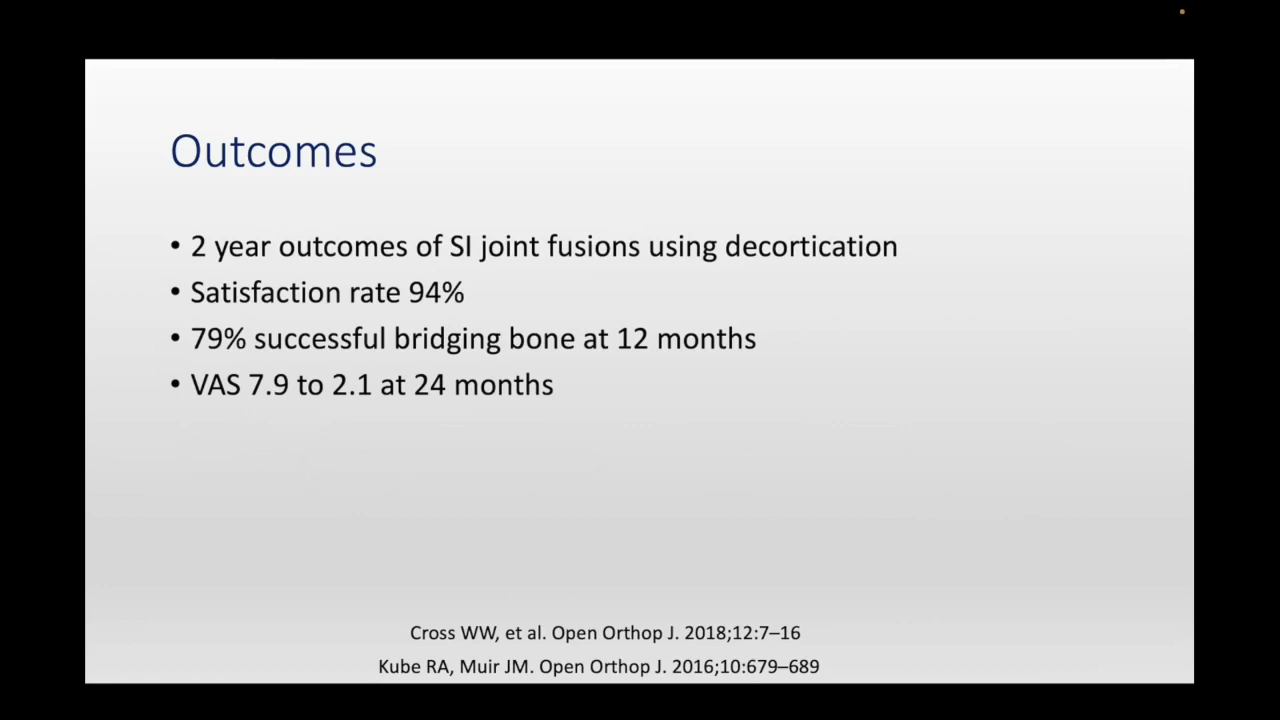 Outcomes
• 2 year outcomes of SI joint fusions using decortication
• Satisfaction rate 94%
• 79% successful bridging bone at 12 months
• VAS 7.9 to 2.1 at 24 months
Cross WW, et al. Open Orthop J. 2018;12:7–16
Kube RA, Muir JM. Open Orthop J. 2016;10:679–689